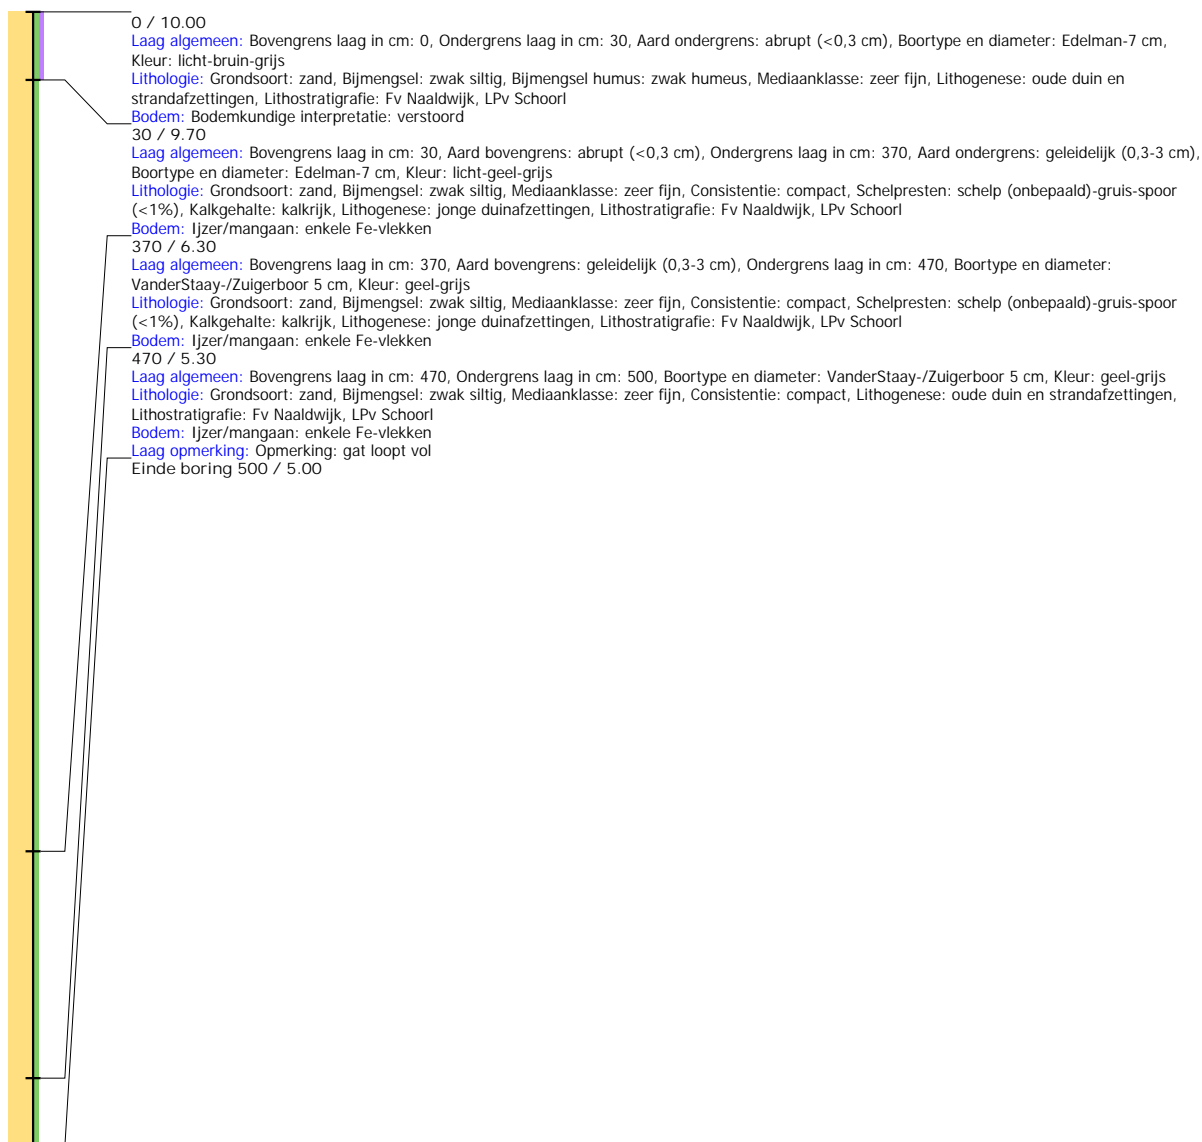 0 / 10.00
Laag algemeen: Bovengrens laag in cm: 0, Ondergrens laag in cm: 30, Aard ondergrens: abrupt (<0,3 cm), Boortype en diameter: Edelman-7 cm,
Kleur: licht-bruin-grijs
Lithologie: Grondsoort: zand, Bijmengsel: zwak siltig, Bijmengsel humus: zwak humeus, Mediaanklasse: zeer fijn, Lithogenese: oude duin en
strandafzettingen, Lithostratigrafie: Fv Naaldwijk, LPv Schoorl
Bodem: Bodemkundige interpretatie: verstoord
30 / 9.70
Laag algemeen: Bovengrens laag in cm: 30, Aard bovengrens: abrupt (<0,3 cm), Ondergrens laag in cm: 370, Aard ondergrens: geleidelijk (0,3-3 cm),
Boortype en diameter: Edelman-7 cm, Kleur: licht-geel-grijs
Lithologie: Grondsoort: zand, Bijmengsel: zwak siltig, Mediaanklasse: zeer fijn, Consistentie: compact, Schelpresten: schelp (onbepaald)-gruis-spoor
(<1%), Kalkgehalte: kalkrijk, Lithogenese: jonge duinafzettingen, Lithostratigrafie: Fv Naaldwijk, LPv Schoorl
Bodem: Ijzer/mangaan: enkele Fe-vlekken
370 / 6.30
Laag algemeen: Bovengrens laag in cm: 370, Aard bovengrens: geleidelijk (0,3-3 cm), Ondergrens laag in cm: 470, Boortype en diameter:
VanderStaay-/Zuigerboor 5 cm, Kleur: geel-grijs
Lithologie: Grondsoort: zand, Bijmengsel: zwak siltig, Mediaanklasse: zeer fijn, Consistentie: compact, Schelpresten: schelp (onbepaald)-gruis-spoor
(<1%), Kalkgehalte: kalkrijk, Lithogenese: jonge duinafzettingen, Lithostratigrafie: Fv Naaldwijk, LPv Schoorl
Bodem: Ijzer/mangaan: enkele Fe-vlekken
470 / 5.30
Laag algemeen: Bovengrens laag in cm: 470, Ondergrens laag in cm: 500, Boortype en diameter: VanderStaay-/Zuigerboor 5 cm, Kleur: geel-grijs
Lithologie: Grondsoort: zand, Bijmengsel: zwak siltig, Mediaanklasse: zeer fijn, Consistentie: compact, Lithogenese: oude duin en strandafzettingen,
Lithostratigrafie: Fv Naaldwijk, LPv Schoorl
Bodem: Ijzer/mangaan: enkele Fe-vlekken
Laag opmerking: Opmerking: gat loopt vol
Einde boring 500 / 5.00